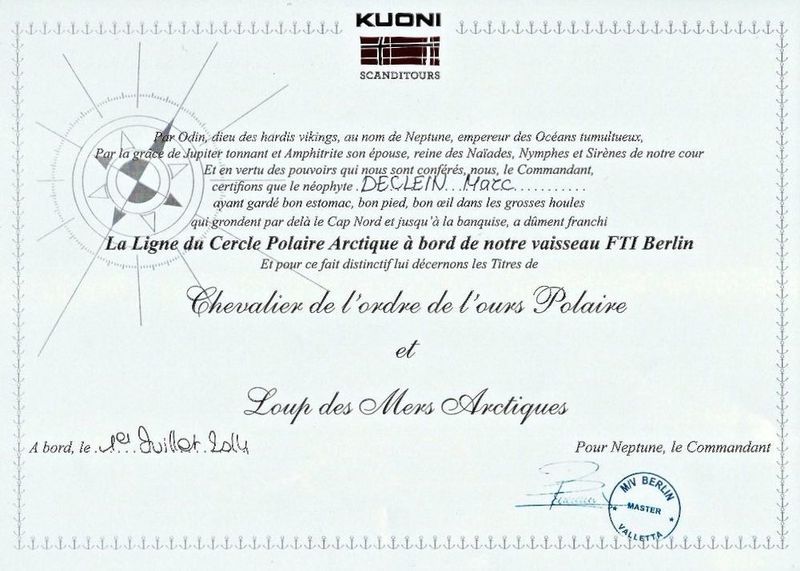 KUONI
SCANDITOURS
Par Odin, dieu des hardis vikings, au nom de Neptune, empereur des Océans tumultueux,
Par la grâce de Jupiter tonnant et Amphitrite son épouse, reine des Naïades, Nymphes et Sirènes de notre cour
Et en vertu des pouvoirs qui nous sont conférés, nous, le Commandant,
certifions que le néophyte .DECLEIN...Marc...........
ayant gardé bon estomac, bon pied, bon œil dans les grosses houles
qui grondent par delà le Cap Nord et jusqu'à la banquise, a dûment franchi
La Ligne du Cercle Polaire Arctique à bord de notre vaisseau FTI Berlin
Et pour ce fait distinctif lui décernons les Titres de
Chevalier de l'ordre de l'ours Polaire
et
Loup des Mers Arctiques
A bord, le ..1er Juillet 2014
Pour Neptune, le Commandant
M/V BERLIN
MASTER
VALLETTA